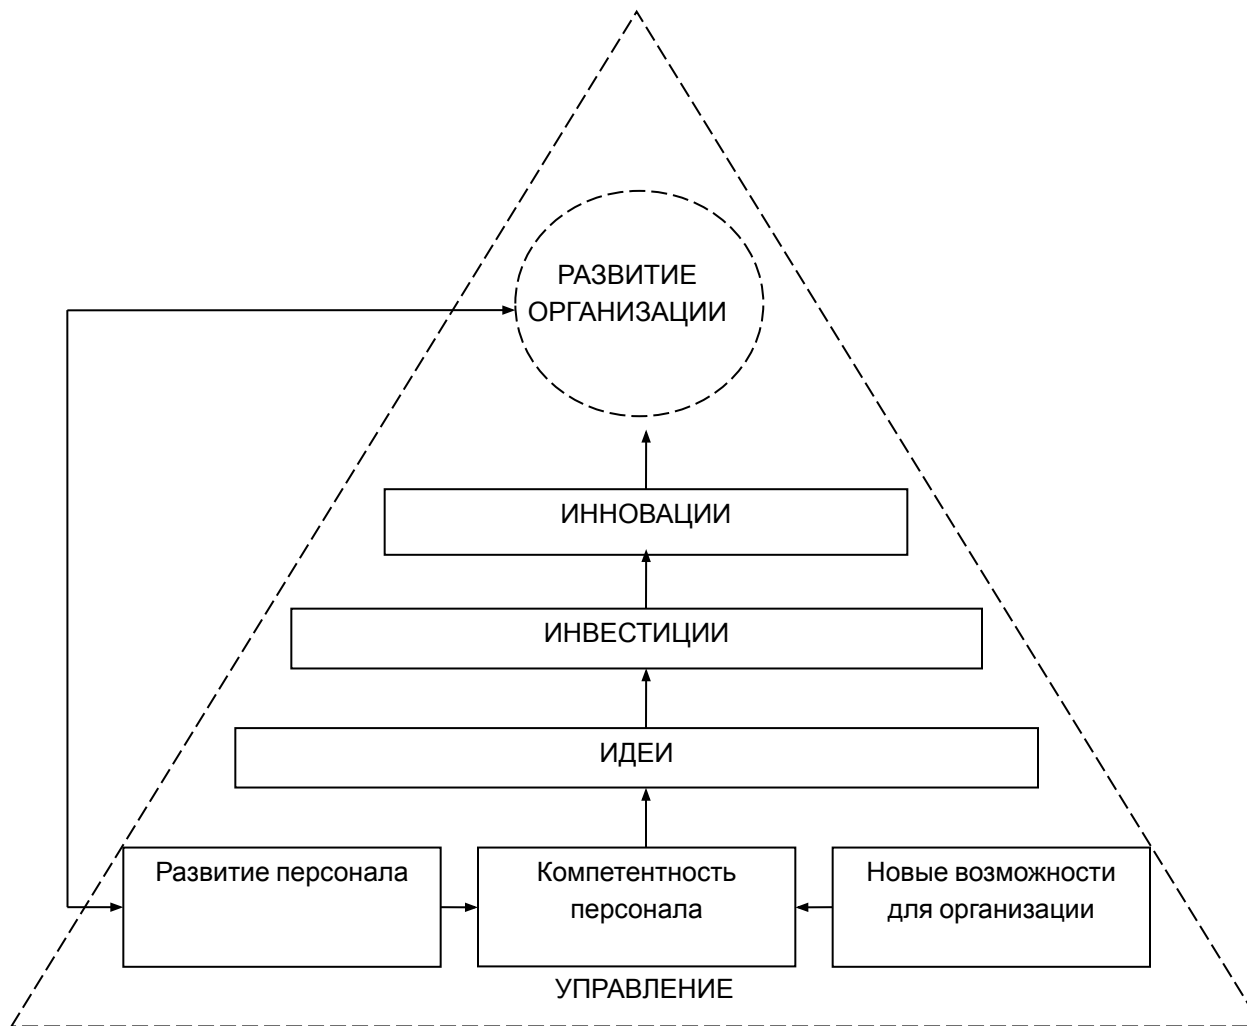 РАЗВИТИЕ
ОРГАНИЗАЦИИ
ИННОВАЦИИ
ИНВЕСТИЦИИ
ИДЕИ
Развитие персонала
Компетентность
персонала
Новые возможности
для организации
УПРАВЛЕНИЕ